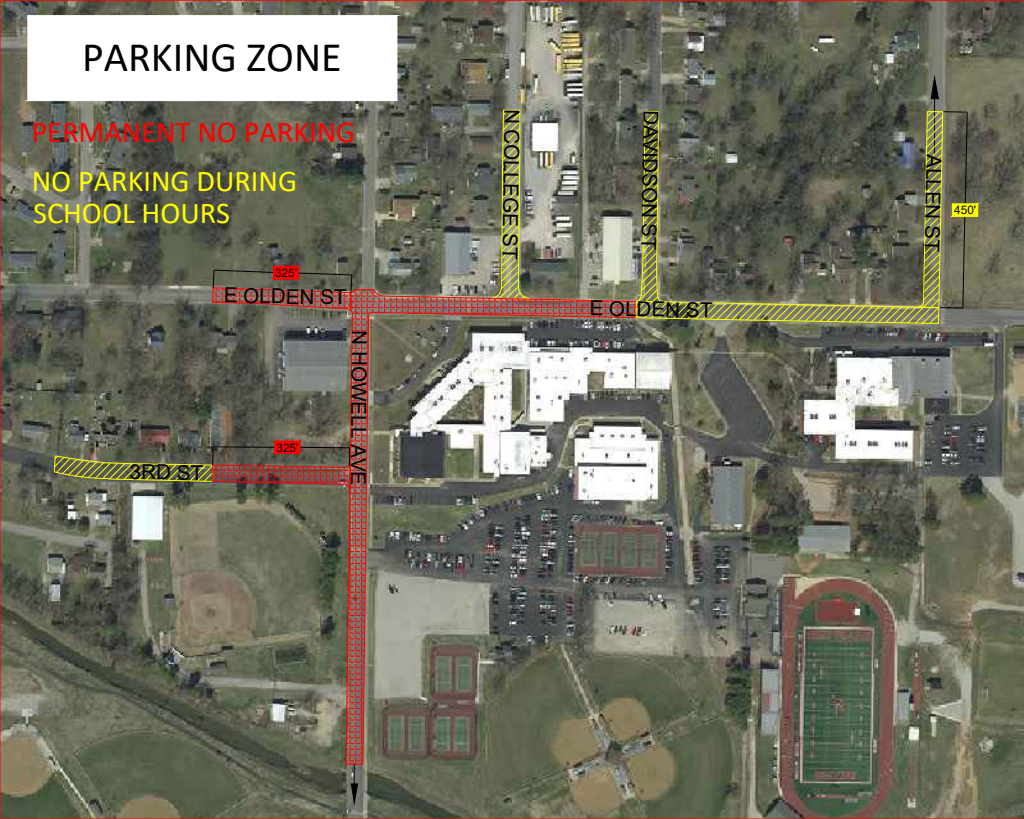 PARKING ZONE
PERMANENT NO PARKING
NO PARKING DURING
SCHOOL HOURS
N COLLEGE ST
DAVIDSON ST
ALLEN ST
450'
325'
E OLDEN ST
E OLDEN ST
N HOWELL AVE
325'
3RD ST